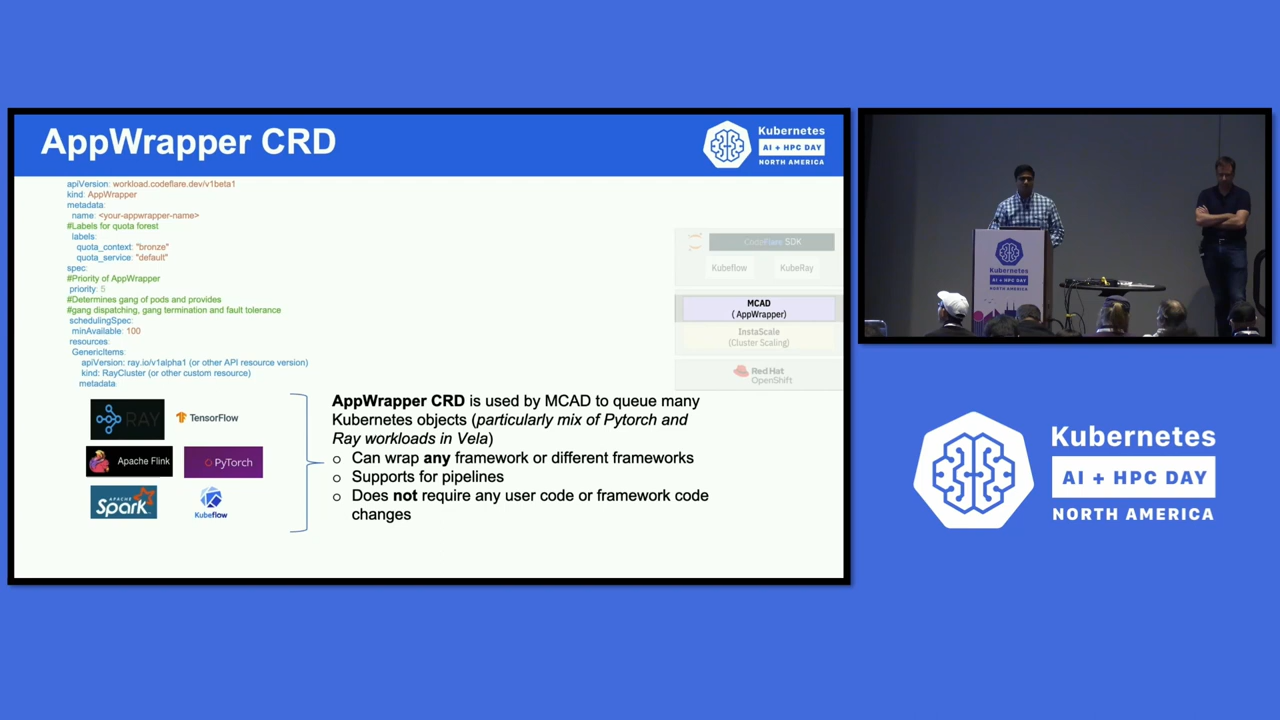 AppWrapper CRD
Kubernetes
AI + HPC DAY
NORTH AMERICA
apiVersion: workload.codeflare.dev/v1beta1
kind: AppWrapper
metadata:
name: <your-appwrapper-name>
#Labels for quota forest
labels:
quota_context: "bronze"
quota_service: "default"
spec:
#Priority of AppWrapper
priority: 5
#Determines gang of pods and provides
#gang dispatching, gang termination and fault tolerance
schedulingSpec:
minAvailable: 100
resources:
GenericItems:
apiVersion: ray.io/v1alpha1 (or other API resource version)
kind: RayCluster (or other custom resource)
metadata
CodeFlare SDK
Kubeflow
KubeRay
MCAD
( AppWrapper)
InstaScale
(Cluster Scaling)
Red Hat
OpenShift
RAY
TensorFlow
Apache Flink
PyTorch
APACHE
Spark
Kubeflow
AppWrapper CRD is used by MCAD to queue many
Kubernetes objects (particularly mix of Pytorch and
Ray workloads in Vela)
o Can wrap any framework or different frameworks
o Supports for pipelines
o Does not require any user code or framework code
changes
Kubernetes
AI + HPC DAY
NORTH AMERICA
Kubernetes
AI + HPC DAY
NORTH AMERICA